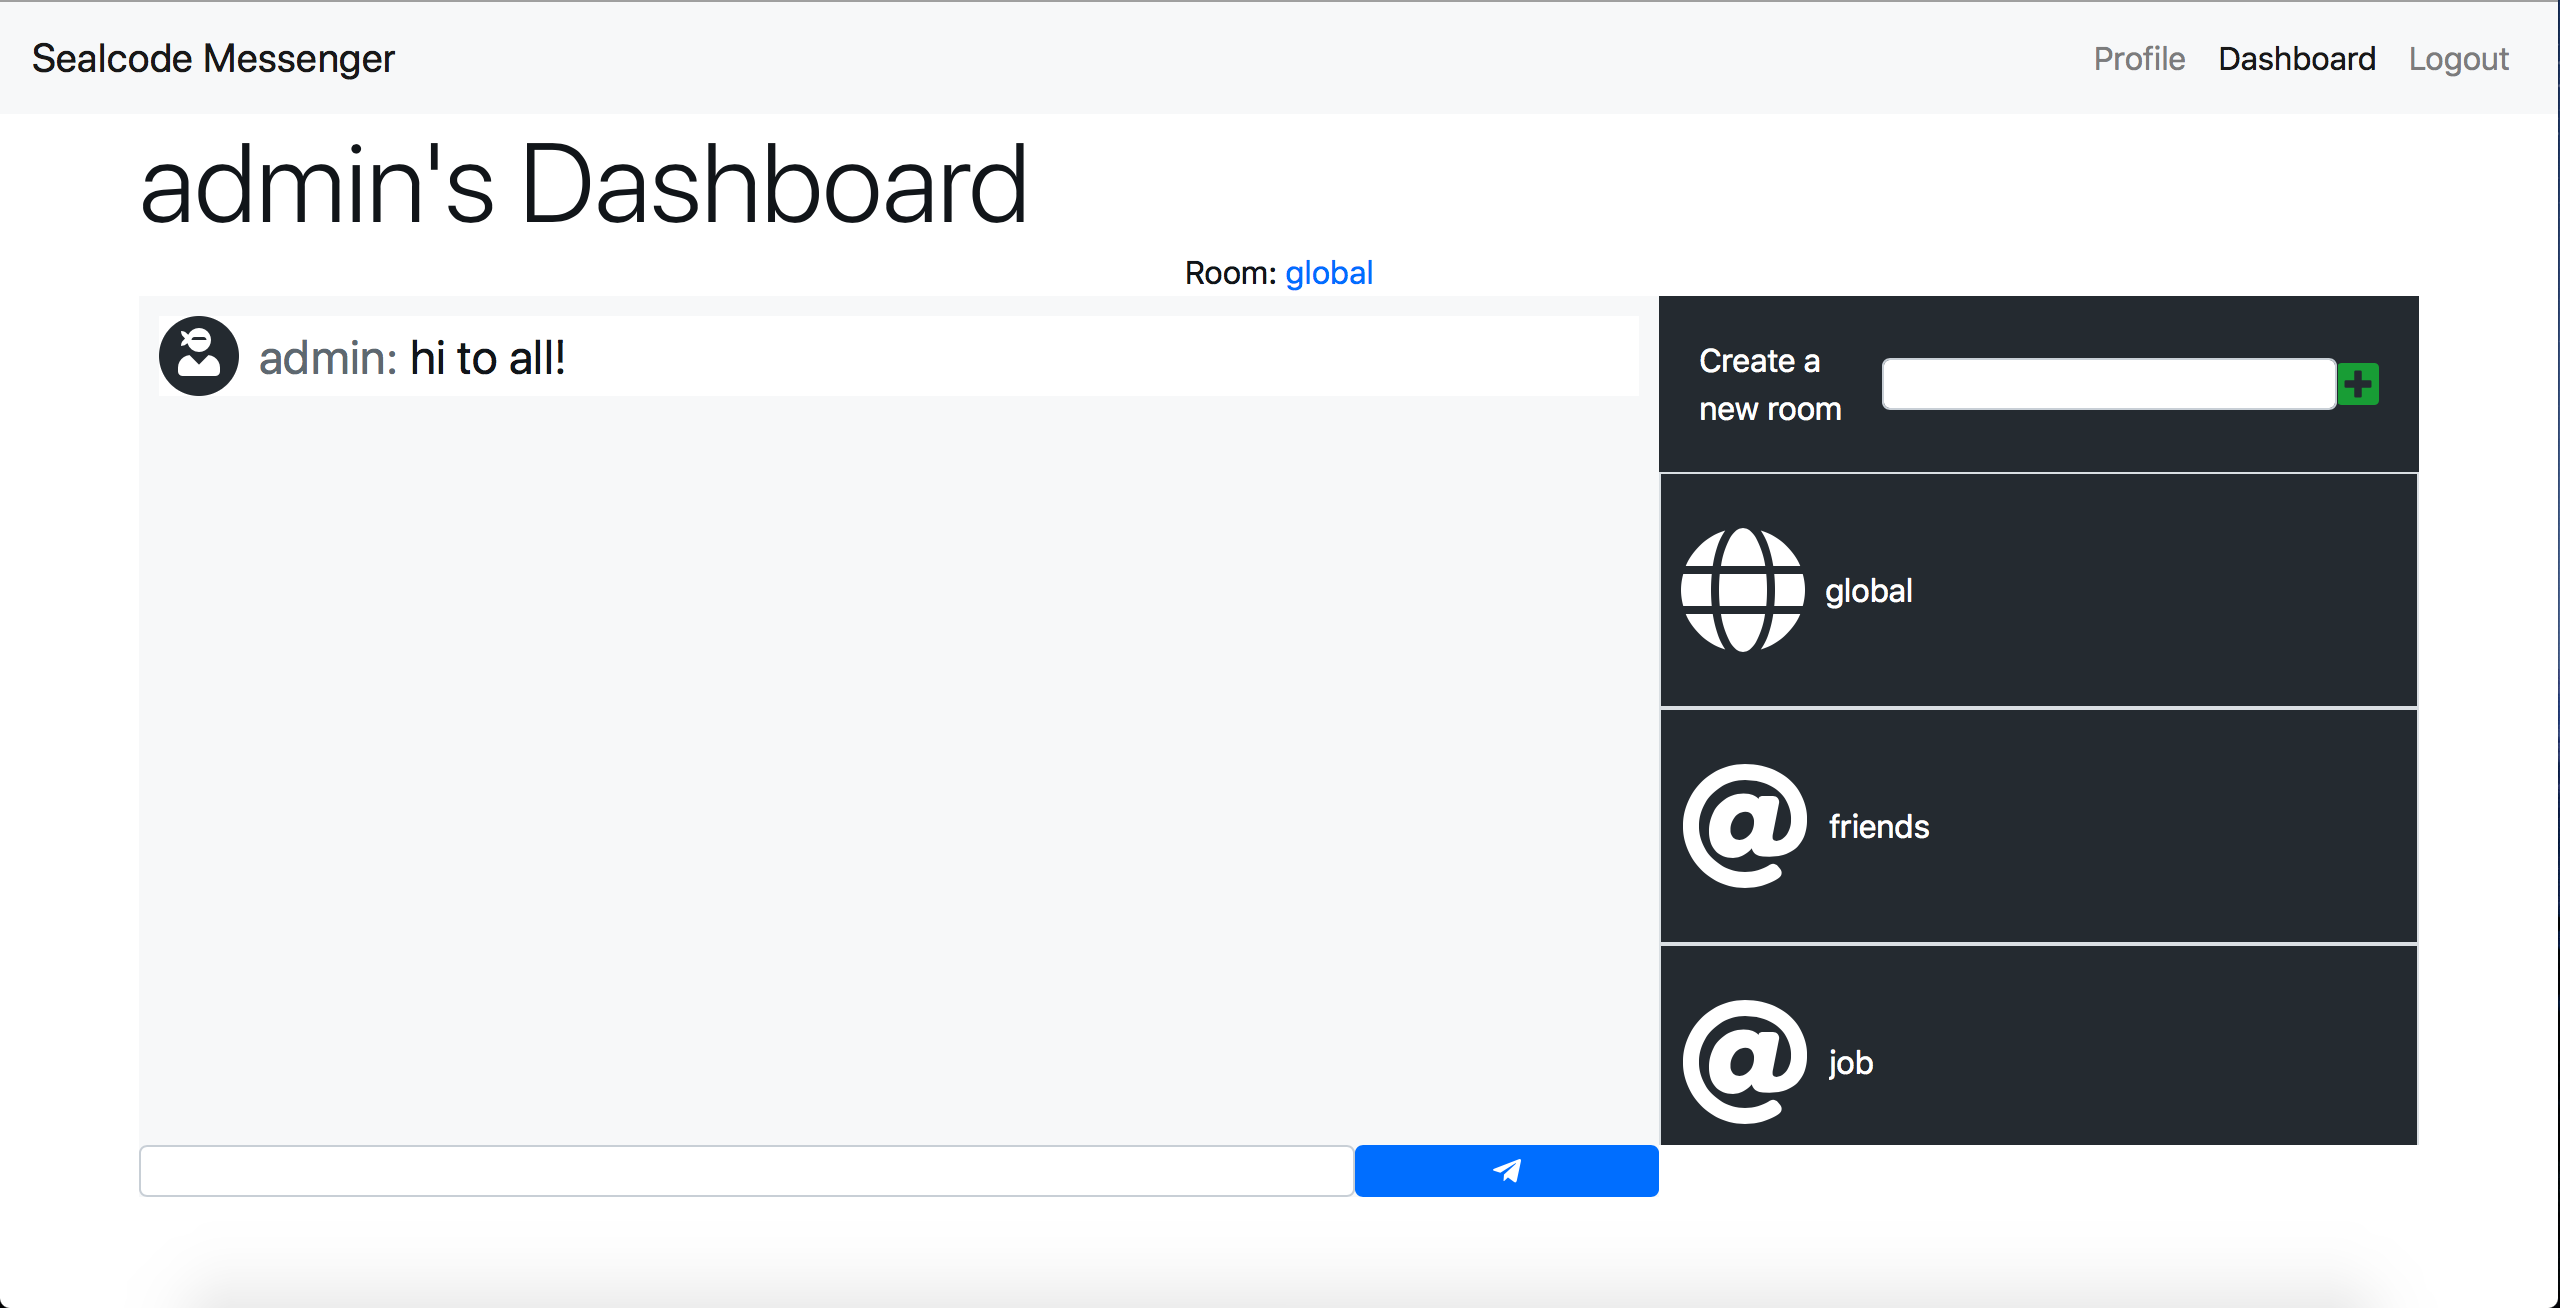 Sealcode Messenger
Profile Dashboard Logout
admin's Dashboard
Room: global
admin: hi to all!
Create a
new room
global
friends
job